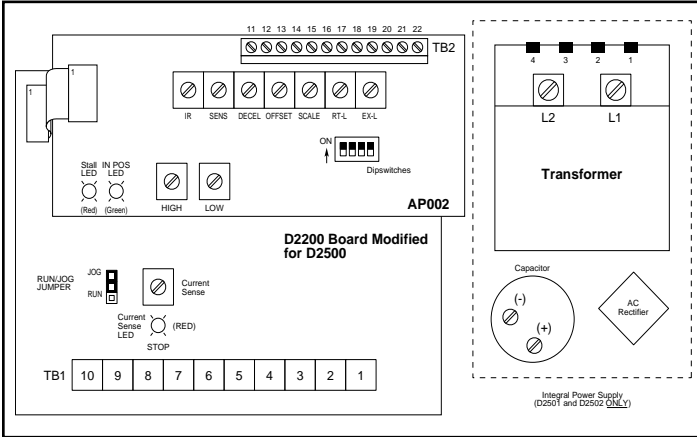 11 12 13 14 15 16 17 18 19 20 21 22
TB2
1
1
IR SENS DECEL OFFSET SCALE RT-L EX-L
ON
Dipswitches
Stall LED
IN POS LED
(Red) (Green)
HIGH LOW
AP002
D2200 Board Modified
for D2500
RUN/JOG
JUMPER
JOG
RUN
Current
Sense
Current
Sense
LED
(RED)
STOP
TB1 10 9 8 7 6 5 4 3 2 1
4 3 2 1
L2 L1
Transformer
Capacitor
(-)
(+)
AC
Rectifier
Integral Power Supply
(D2501 and D2502 ONLY)